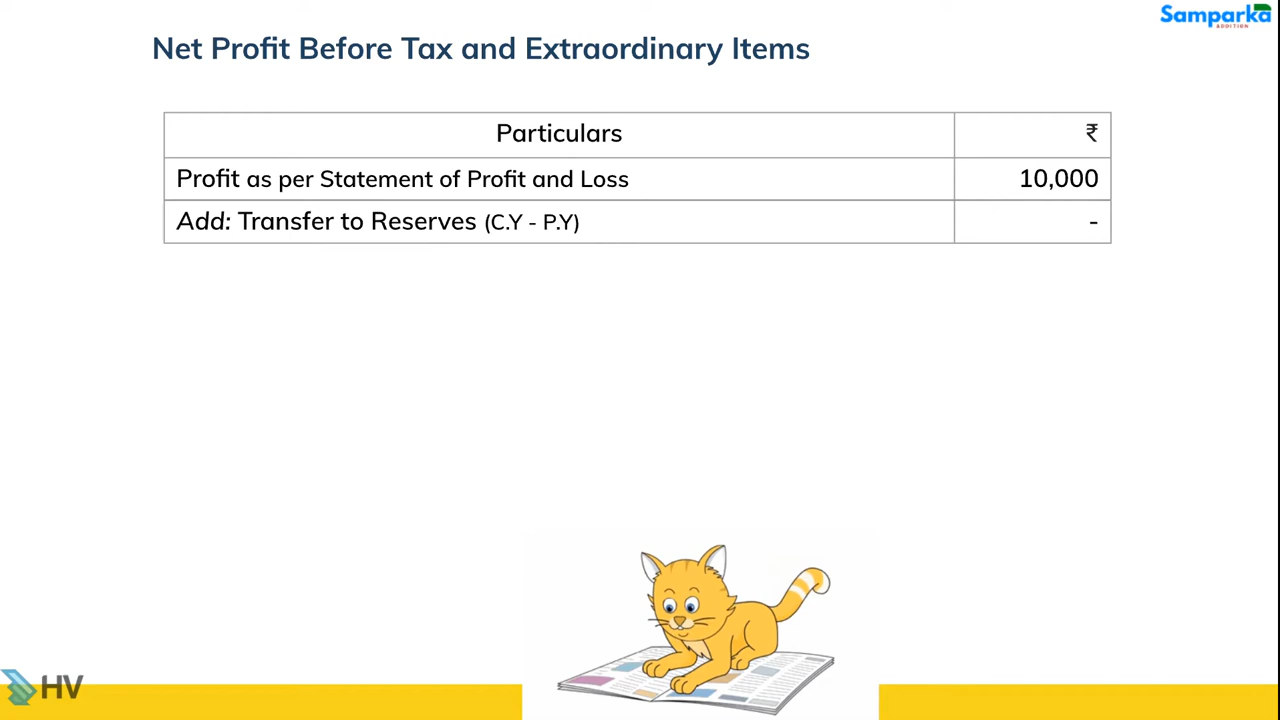 Samparka
ADDITION
Net Profit Before Tax and Extraordinary Items
Particulars ₹
Profit as per Statement of Profit and Loss 10,000
Add: Transfer to Reserves (C.Y - P.Y) -
HV